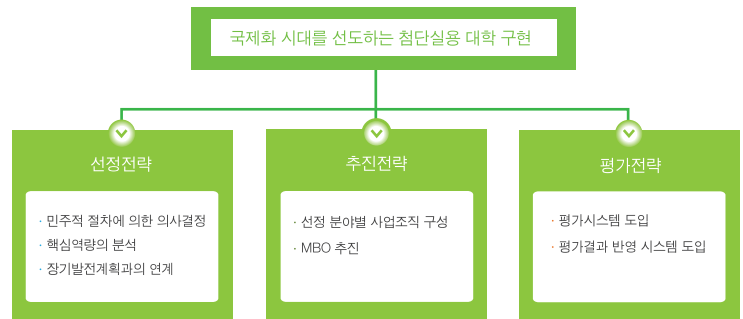 국제화 시대를 선도하는 첨단실용 대학 구현
선정전략
· 민주적 절차에 의한 의사결정
· 핵심역량의 분석
· 장기발전계획과의 연계
추진전략
· 선정 분야별 사업조직 구성
· MBO 추진
평가전략
· 평가시스템 도입
· 평가결과 반영 시스템 도입